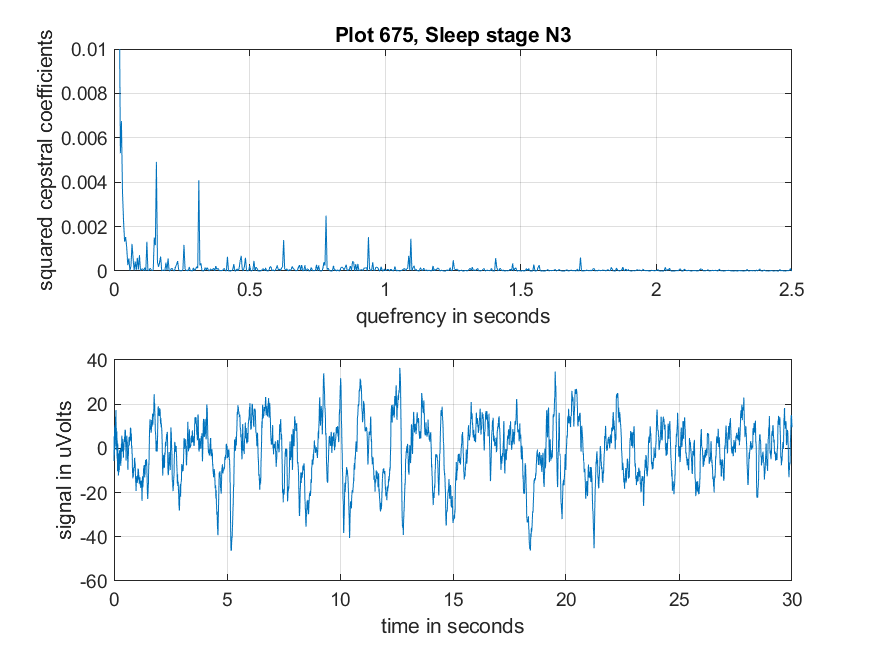 Plot 675, Sleep stage N3
squared cepstral coefficients
0.01
0.008
0.006
0.004
0.002
0
0 0.5 1 1.5 2 2.5
quefrency in seconds
signal in uVolts
40
20
0
-20
-40
-60
0 5 10 15 20 25 30
time in seconds